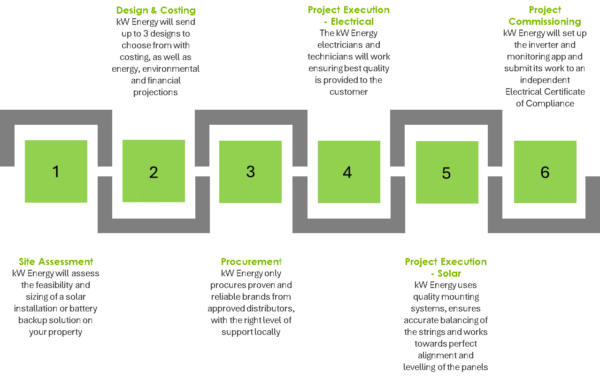 Design & Costing
kW Energy will send
up to 3 designs to
choose from with
costing, as well as
energy, environmental
and financial
projections
Project Execution
- Electrical
The kW Energy
electricians and
technicians will work
ensuring best quality
is provided to the
customer
Project
Commissioning
kW Energy will set up
the inverter and
monitoring app and
submit its work to an
independent
Electrical Certificate
of Compliance
1
2
3
4
5
6
Site Assessment
kW Energy will assess
the feasibility and
sizing of a solar
installation or battery
backup solution on
your property
Procurement
kW Energy only
procures proven and
reliable brands from
approved distributors,
with the right level of
support locally
Project Execution
- Solar
kW Energy uses
quality mounting
systems, ensures
accurate balancing of
the strings and works
towards perfect
alignment and
levelling of the panels